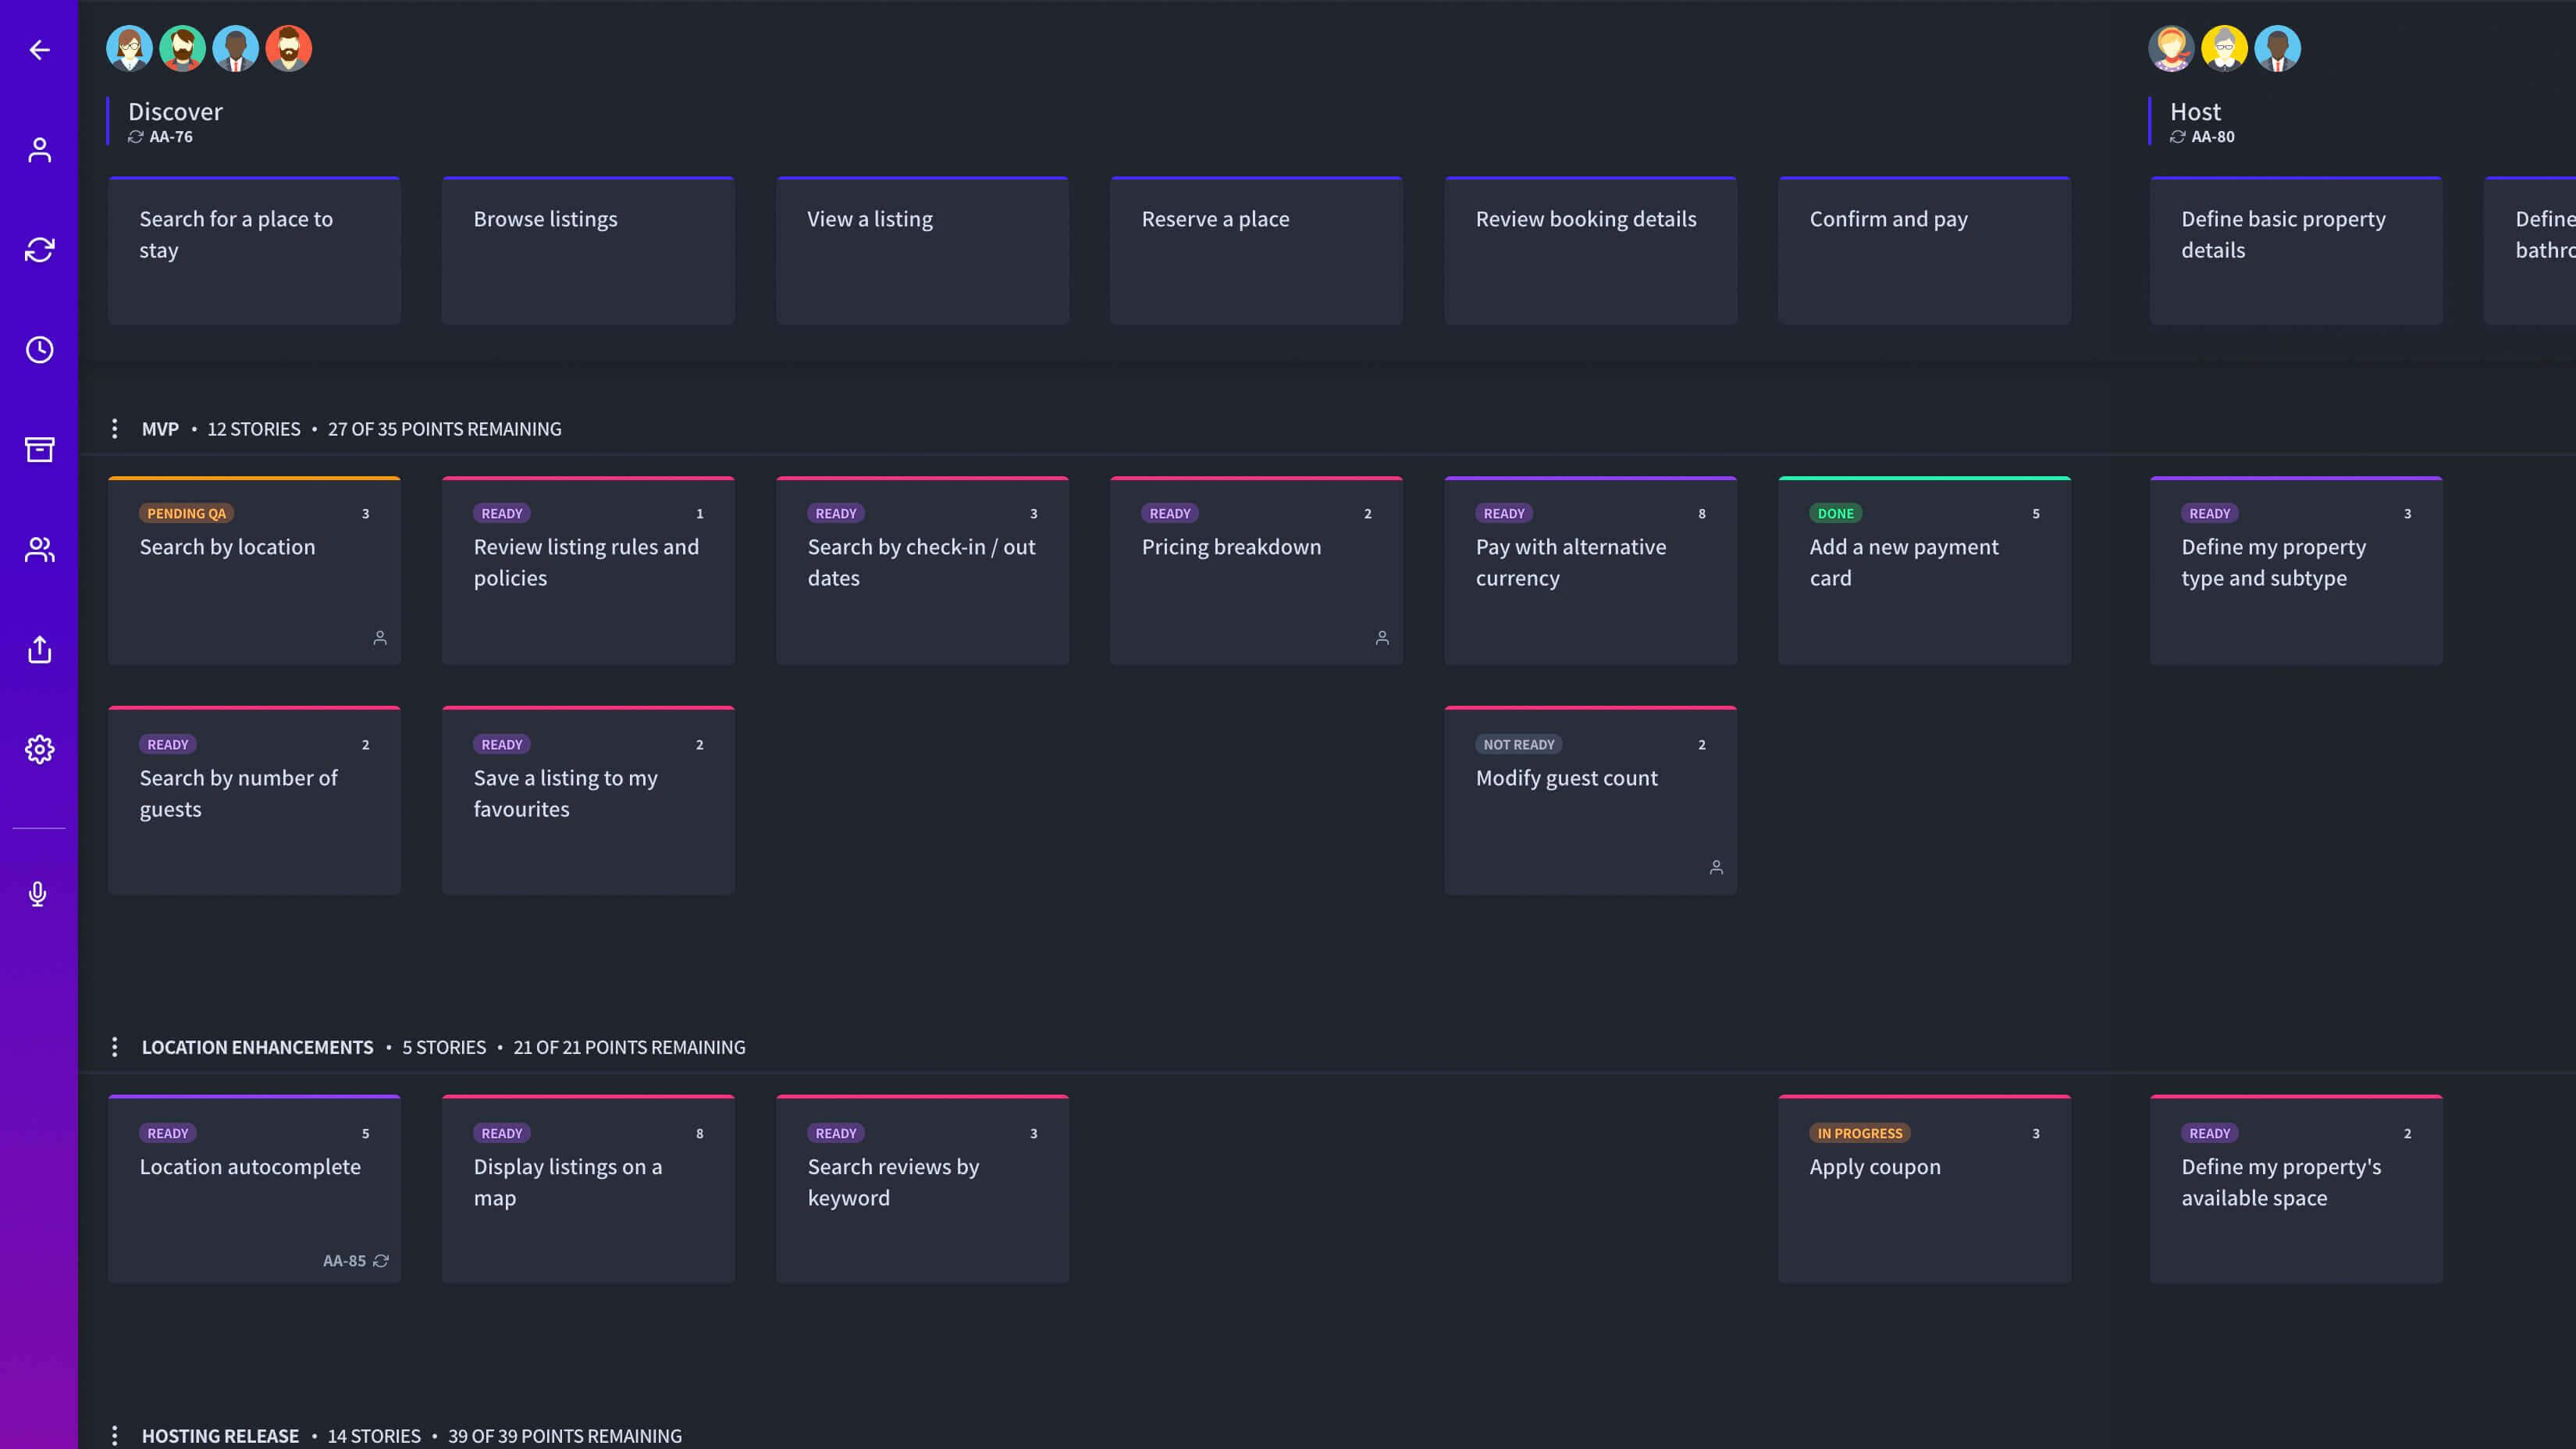 Discover
AA-76
Host
AA-80
Search for a place to
stay
Browse listings
View a listing
Reserve a place
Review booking details
Confirm and pay
Define basic property
details
Define
MVP • 12 STORIES • 27 OF 35 POINTS REMAINING
PENDING QA 3
Search by location
READY 1
Review listing rules and
policies
READY 3
Search by check-in / out
dates
READY 2
Pricing breakdown
READY 8
Pay with alternative
currency
DONE 5
Add a new payment
card
READY 3
Define my property
type and subtype
READY 2
Search by number of
guests
READY 2
Save a listing to my
favourites
NOT READY 2
Modify guest count
LOCATION ENHANCEMENTS • 5 STORIES • 21 OF 21 POINTS REMAINING
READY 5
Location autocomplete
AA-85
READY 8
Display listings on a
map
READY 3
Search reviews by
keyword
IN PROGRESS 3
Apply coupon
READY 2
Define my property's
available space
HOSTING RELEASE • 14 STORIES • 39 OF 39 POINTS REMAINING